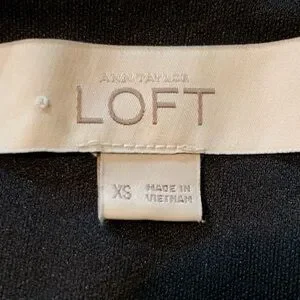 ANN TAYLOR
LOFT
XS
MADE IN
VIETNAM